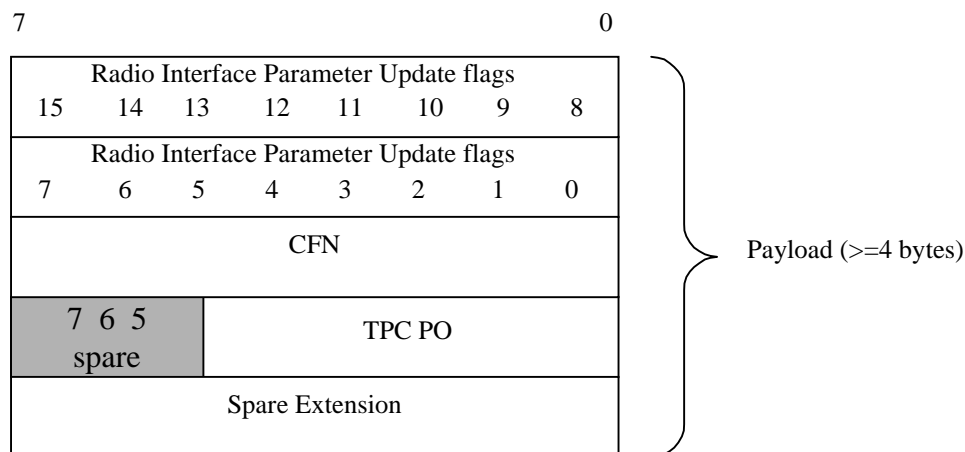 7 0
Radio Interface Parameter Update flags
15 14 13 12 11 10 9 8
Radio Interface Parameter Update flags
7 6 5 4 3 2 1 0
CFN
Payload (>=4 bytes)
7 6 5
spare
TPC PO
Spare Extension